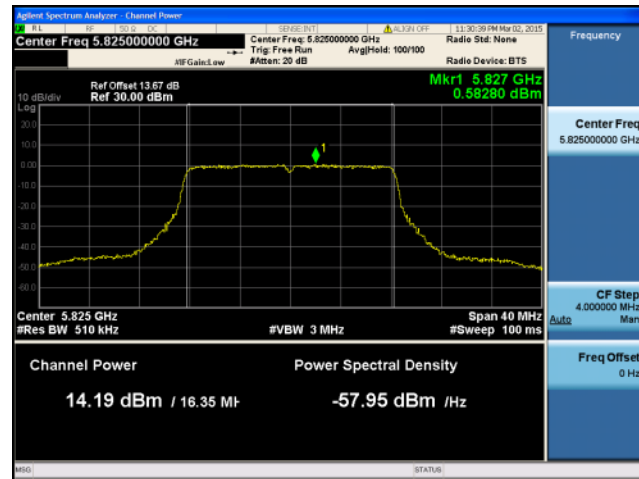 Agilent Spectrum Analyzer - Channel Power
RL RF 50 Ω DC SENSE:INT ALIGN OFF 11:30:39 PM Mar 02, 2015
Center Freq 5.825000000 GHz
Center Freq: 5.825000000 GHz
Radio Std: None
Trig: Free Run Avg|Hold: 100/100
#IFGain:Low #Atten: 20 dB Radio Device: BTS
Frequency
Ref Offset 13.67 dB
Mkr1 5.827 GHz
10 dB/div Ref 30.00 dBm
0.58280 dBm
Log
20.0
10.0
0.00
-10.0
-20.0
-30.0
-40.0
-50.0
-60.0
1
Center 5.825 GHz Span 40 MHz
#Res BW 510 kHz #VBW 3 MHz #Sweep 100 ms
Channel Power Power Spectral Density
14.19 dBm / 16.35 MH
-57.95 dBm /Hz
Center Freq
5.825000000 GHz
CF Step
4.000000 MHz
Auto Man
Freq Offset
0 Hz
MSG STATUS